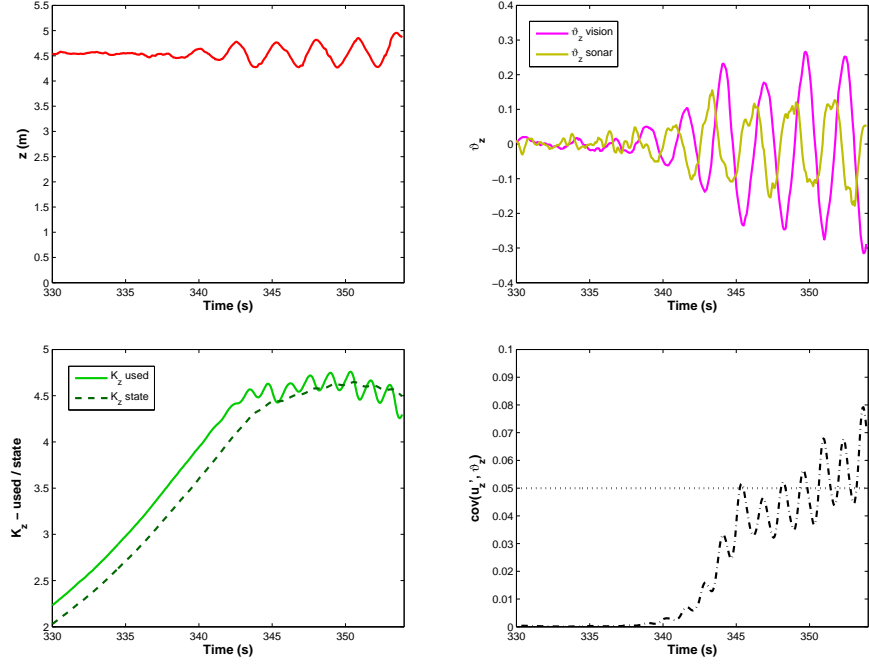 5.5
5
4.5
4
3.5
3
2.5
2
1.5
1
0.5
0
z (m)
330 335 340 345 350
Time (s)
0.4
0.3
0.2
0.1
0
−0.1
−0.2
−0.3
−0.4
ϑz
ϑz vision
ϑz sonar
330 335 340 345 350
Time (s)
5
4.5
4
3.5
3
2.5
2
Kz − used / state
Kz used
Kz state
330 335 340 345 350
Time (s)
0.1
0.09
0.08
0.07
0.06
0.05
0.04
0.03
0.02
0.01
0
cov(uz', ϑz)
330 335 340 345 350
Time (s)